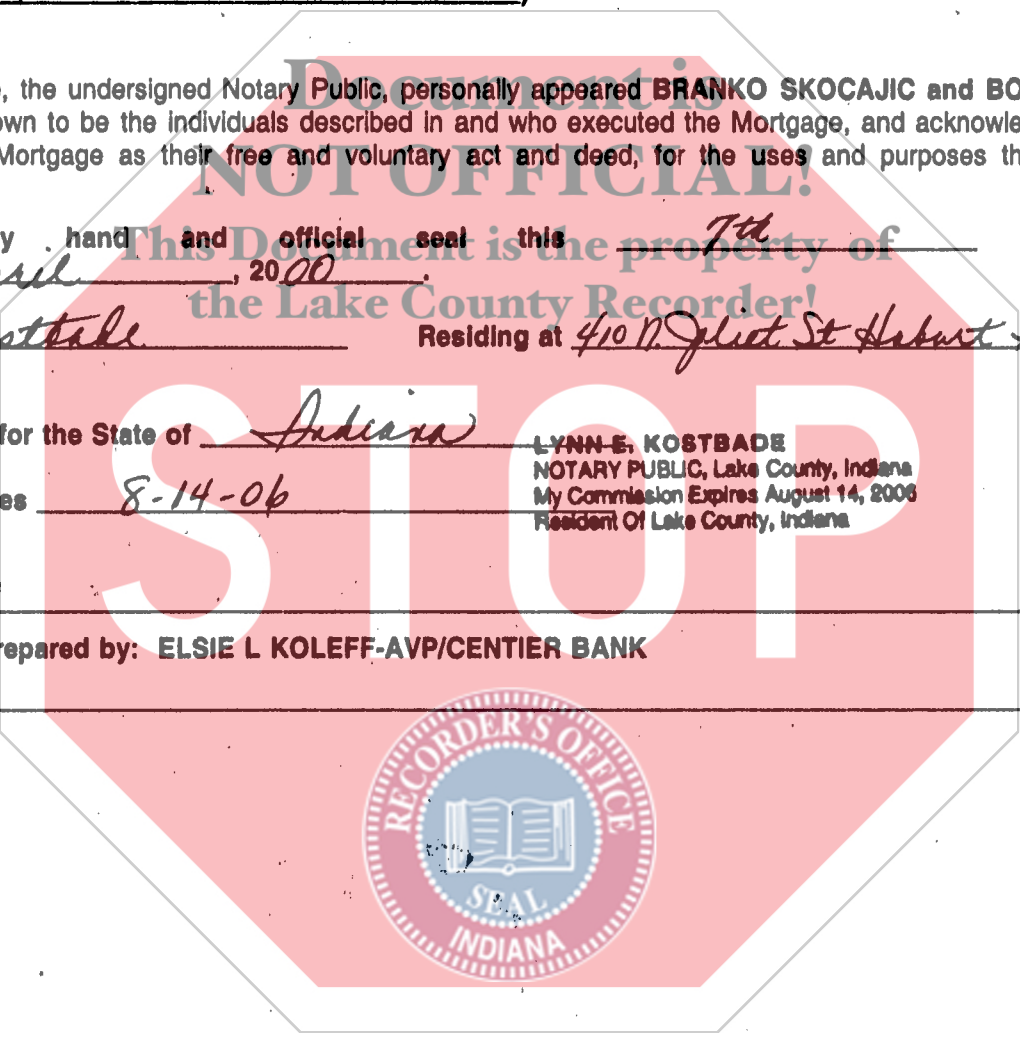 Document is
, the undersigned Notary Public, personally appeared BRANKO SKOCAJIC and BO
own to be the individuals described in and who executed the Mortgage, and acknowle
Mortgage as their free and voluntary act and deed, for the uses and purposes th
NOT OFFICIAL!
y hand and official seal this 7th
This Document is the property of
, 20 00 .
the Lake County Recorder!
stbade Residing at 410 N. Joliet St Hobart
for the State of Indiana
LYNN E. KOSTBADE
NOTARY PUBLIC, Lake County, Indiana
es 8-14-06
My Commission Expires August 14, 2006
Resident Of Lake County, Indiana
STOP
repared by: ELSIE L KOLEFF-AVP/CENTIER BANK
RECORDER'S OFFICE
SEAL
INDIANA